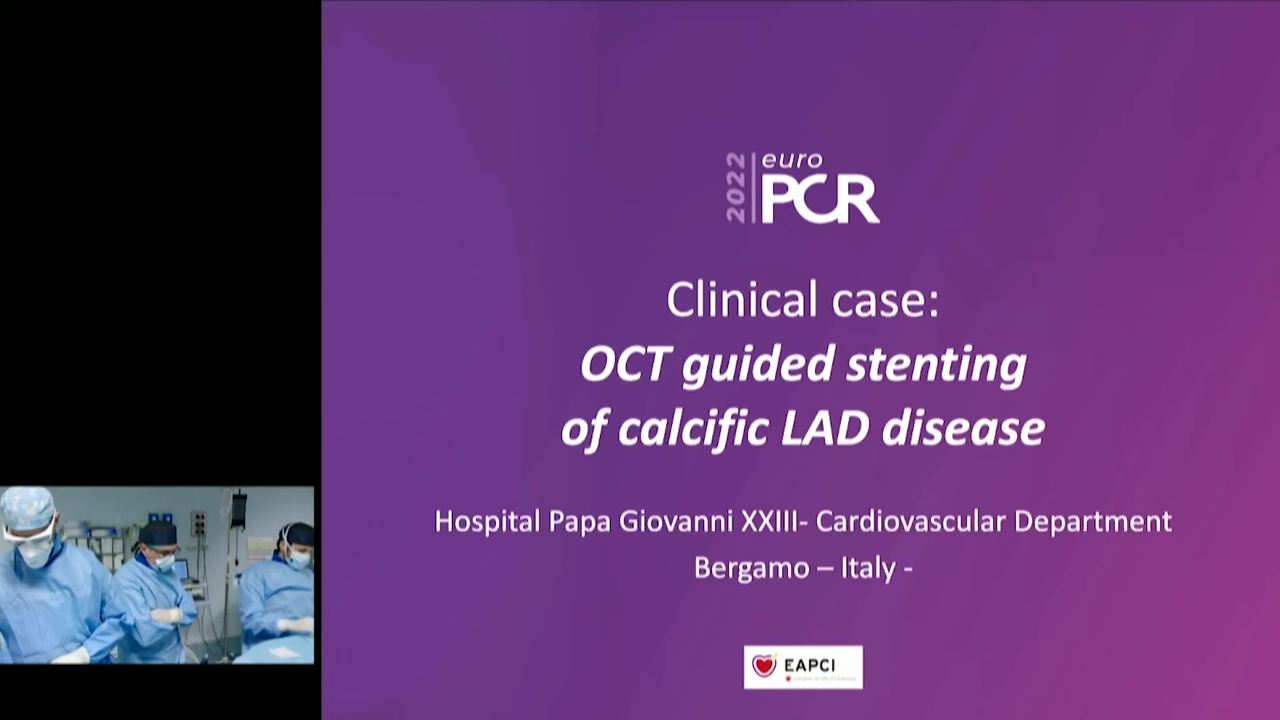 2022
euro
PCR
Clinical case:
OCT guided stenting
of calcific LAD disease
Hospital Papa Giovanni XXIII- Cardiovascular Department
Bergamo – Italy -
EAPCI